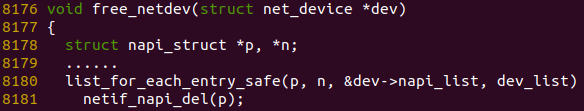 8176 void free_netdev(struct net_device *dev)
8177 {
8178   struct napi_struct *p, *n;
8179   ......
8180   list_for_each_entry_safe(p, n, &dev->napi_list, dev_list)
8181     netif_napi_del(p);